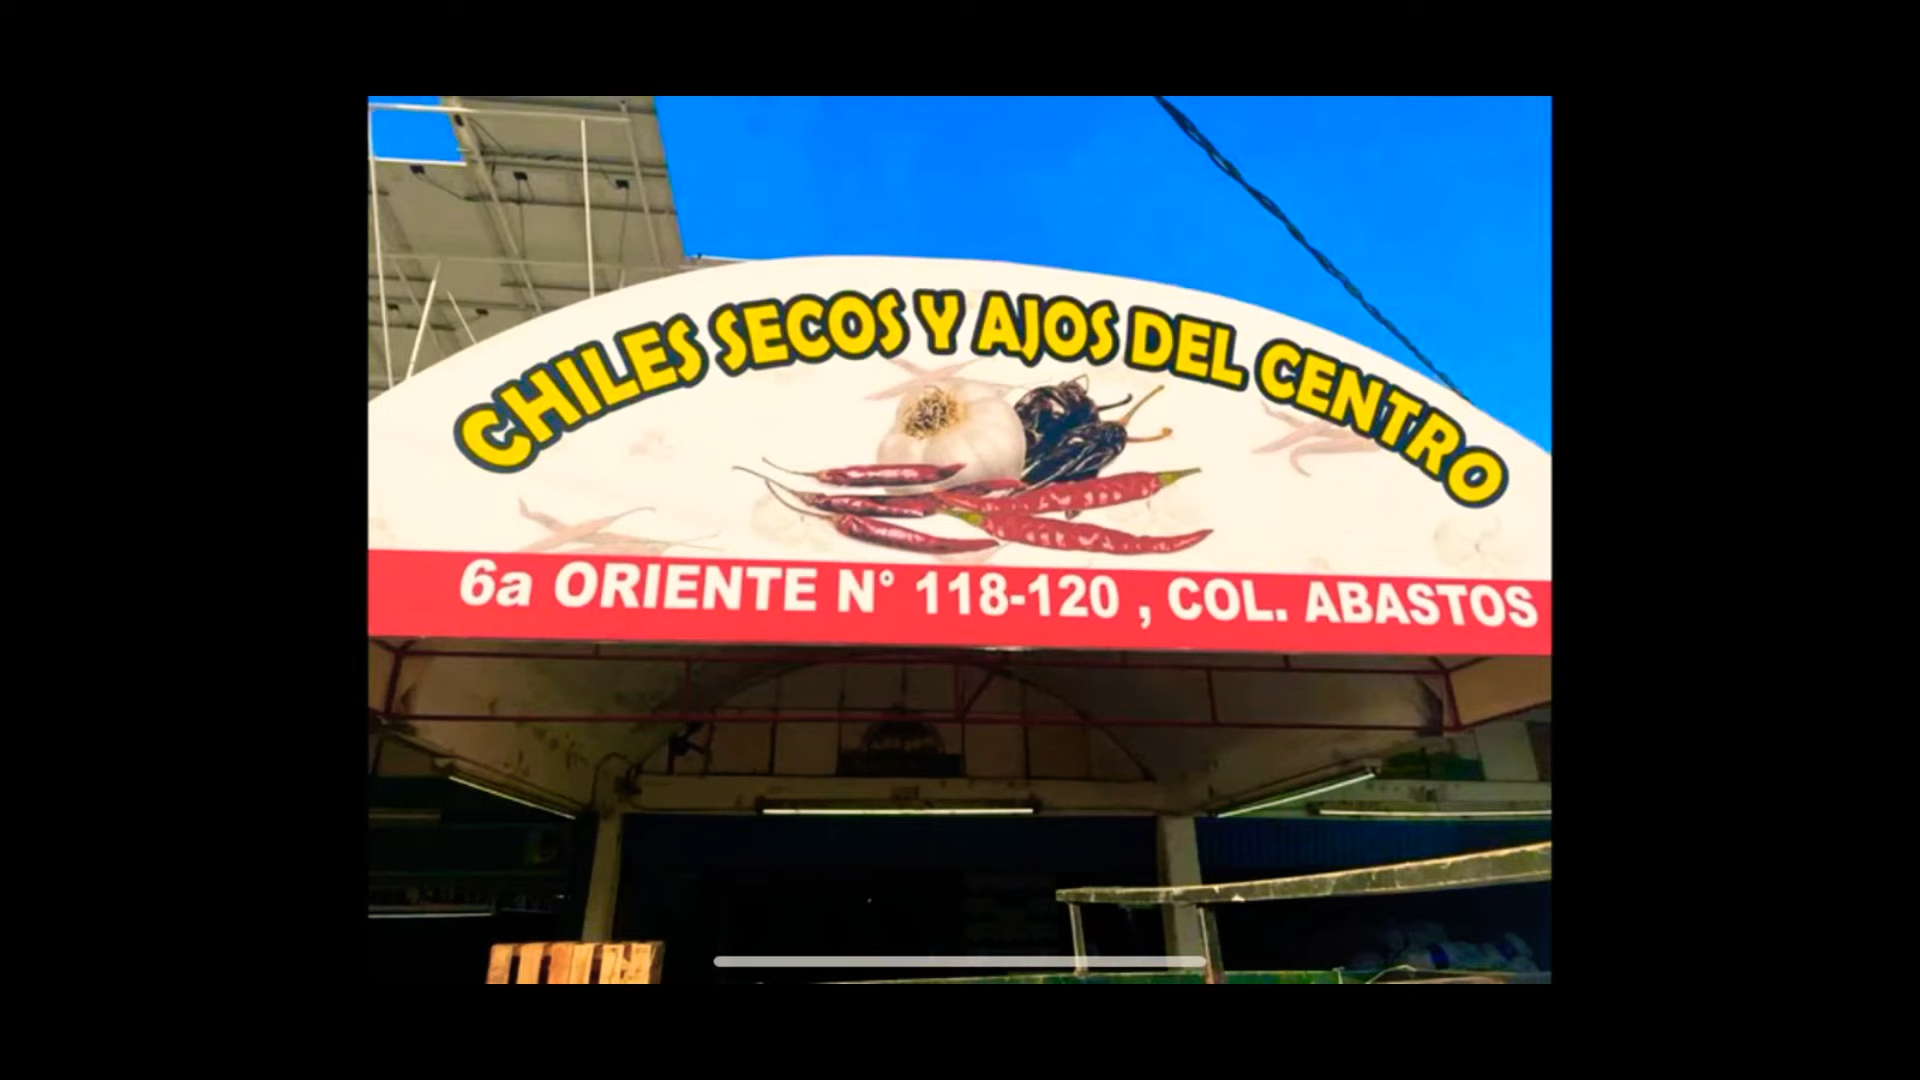 CHILES SECOS Y AJOS DEL CENTRO
6a ORIENTE N° 118-120 , COL. ABASTOS